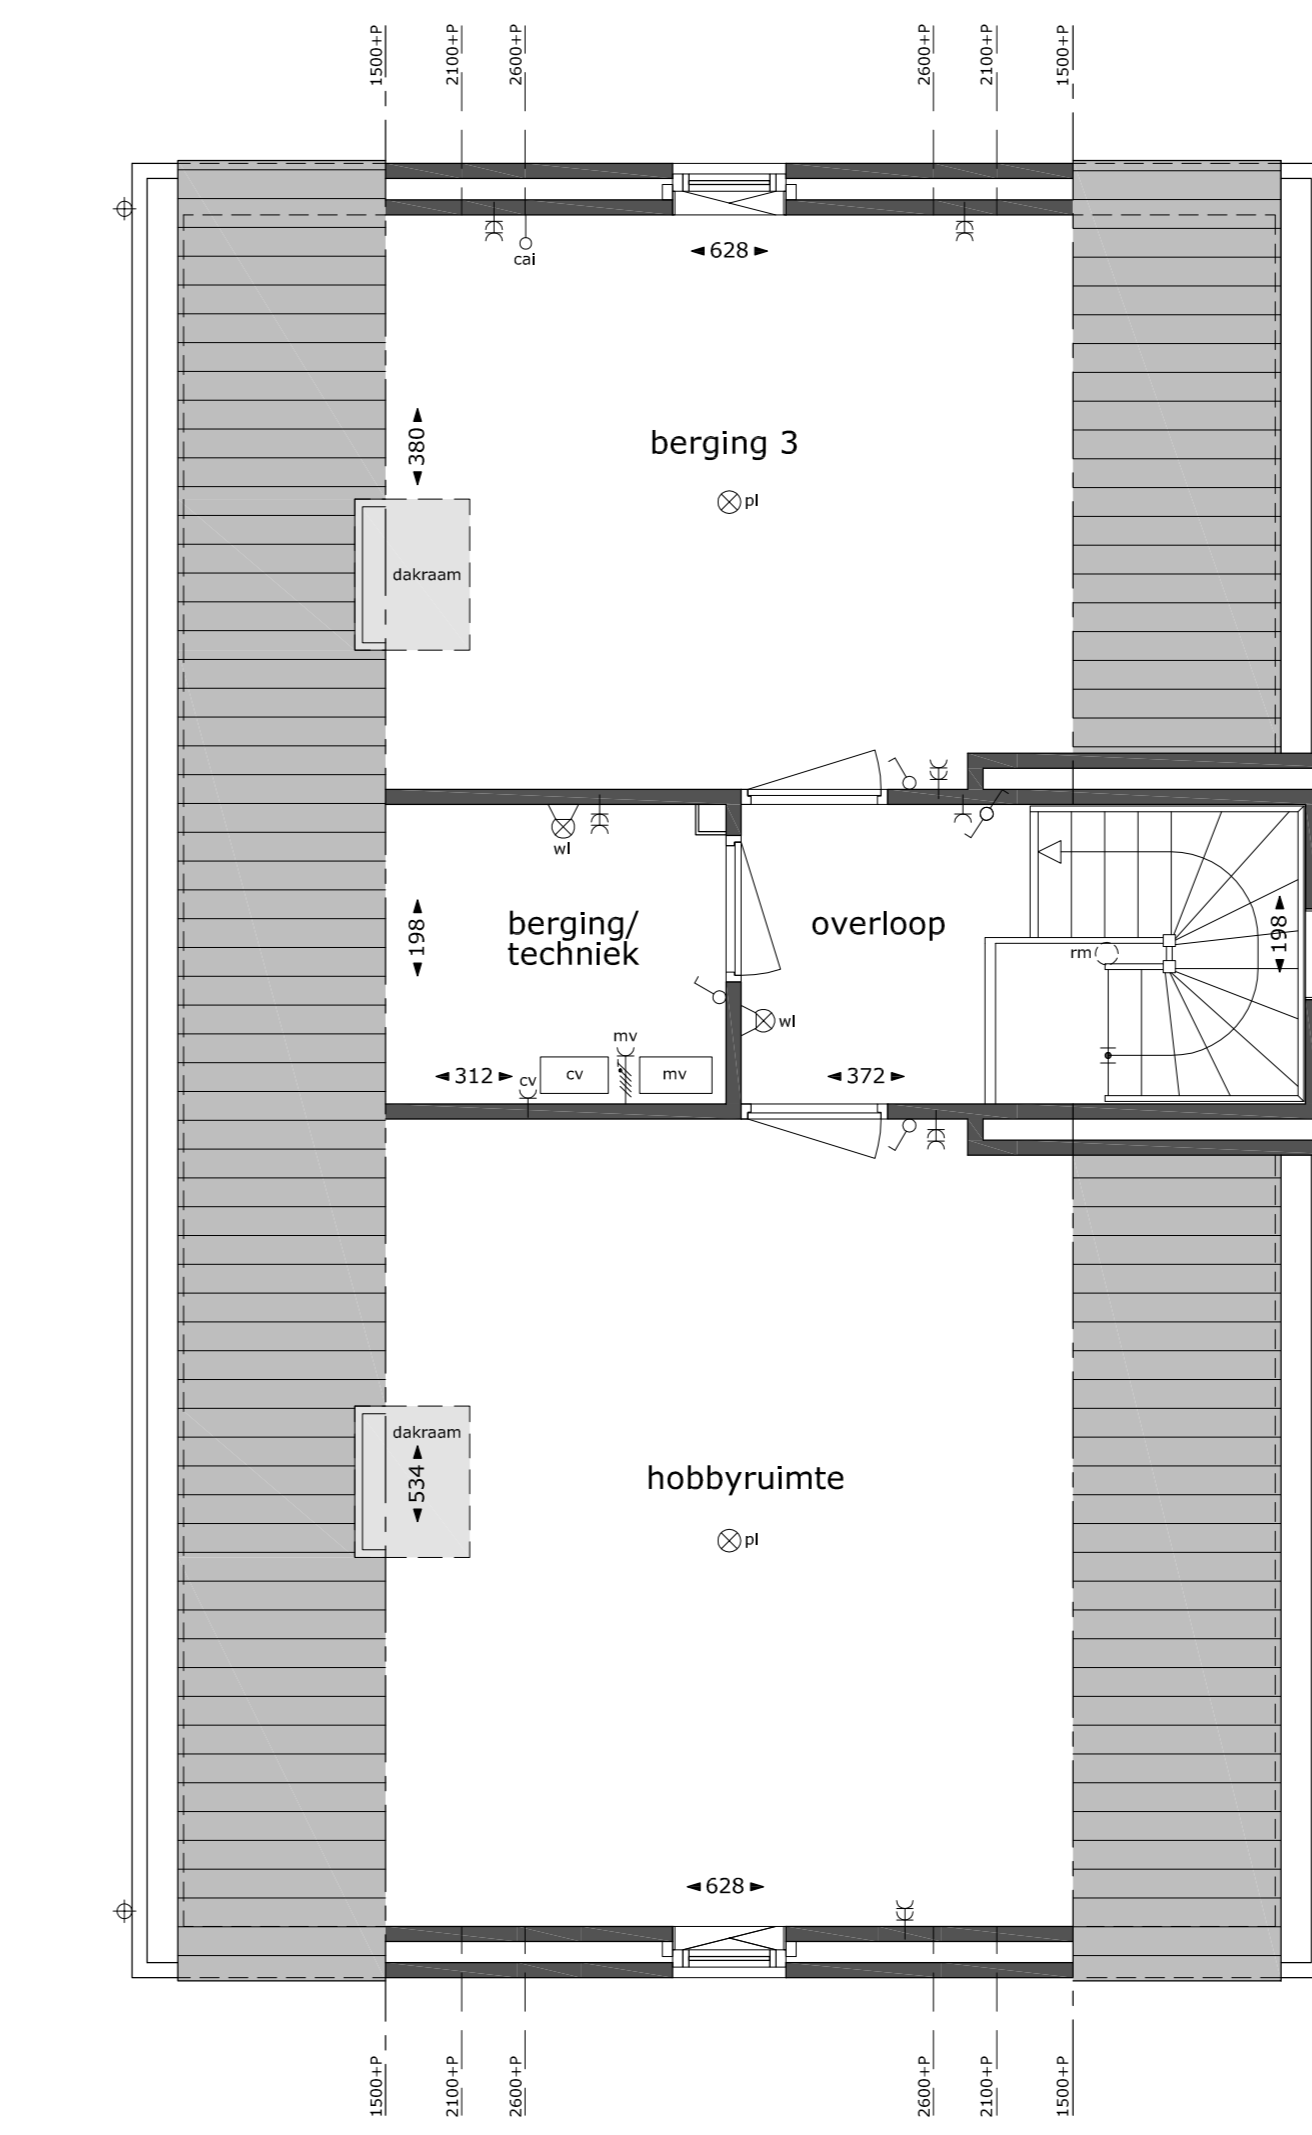 1500+P
2100+P
2600+P
2600+P
2100+P
1500+P
cai
628
380
berging 3
pl
dakraam
wl
berging/
techniek
198
overloop
rm
198
wl
mv
312
cv
cv
mv
372
dakraam
534
hobbyruimte
pl
628
1500+P
2100+P
2600+P
2600+P
2100+P
1500+P